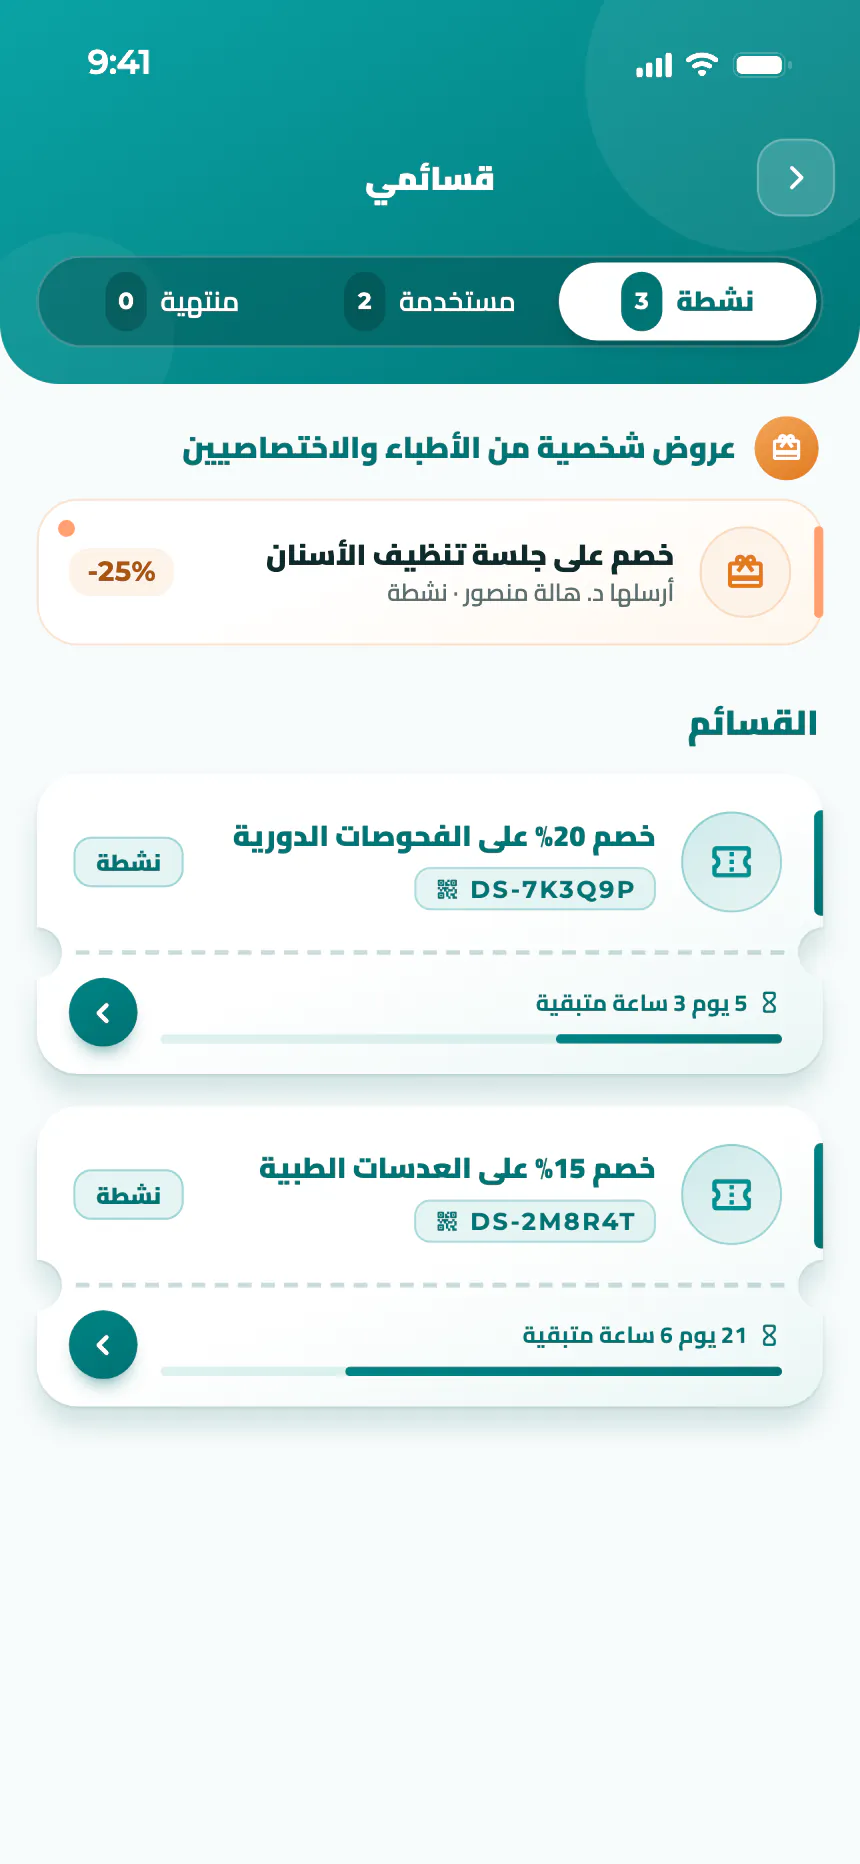 9:41
قسائمي
نشطة 3
مستخدمة 2
منتهية 0
عروض شخصية من الأطباء والاختصاصيين
خصم على جلسة تنظيف الأسنان
أرسلها د. هالة منصور · نشطة
-25%
القسائم
خصم 20% على الفحوصات الدورية
DS-7K3Q9P
نشطة
5 يوم 3 ساعة متبقية
خصم 15% على العدسات الطبية
DS-2M8R4T
نشطة
21 يوم 6 ساعة متبقية